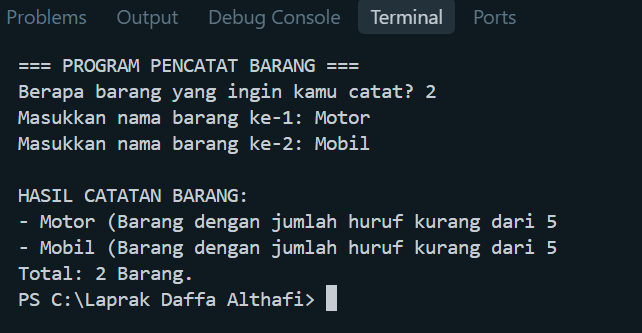 Problems Output Debug Console Terminal Ports
=== PROGRAM PENCATAT BARANG ===
Berapa barang yang ingin kamu catat? 2
Masukkan nama barang ke-1: Motor
Masukkan nama barang ke-2: Mobil
HASIL CATATAN BARANG:
- Motor (Barang dengan jumlah huruf kurang dari 5
- Mobil (Barang dengan jumlah huruf kurang dari 5
Total: 2 Barang.
PS C:\Laprak Daffa Althafi>